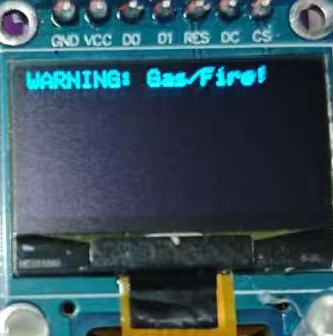 GND VCC D0 D1 RES DC CS
WARNING: Gas/Fire!